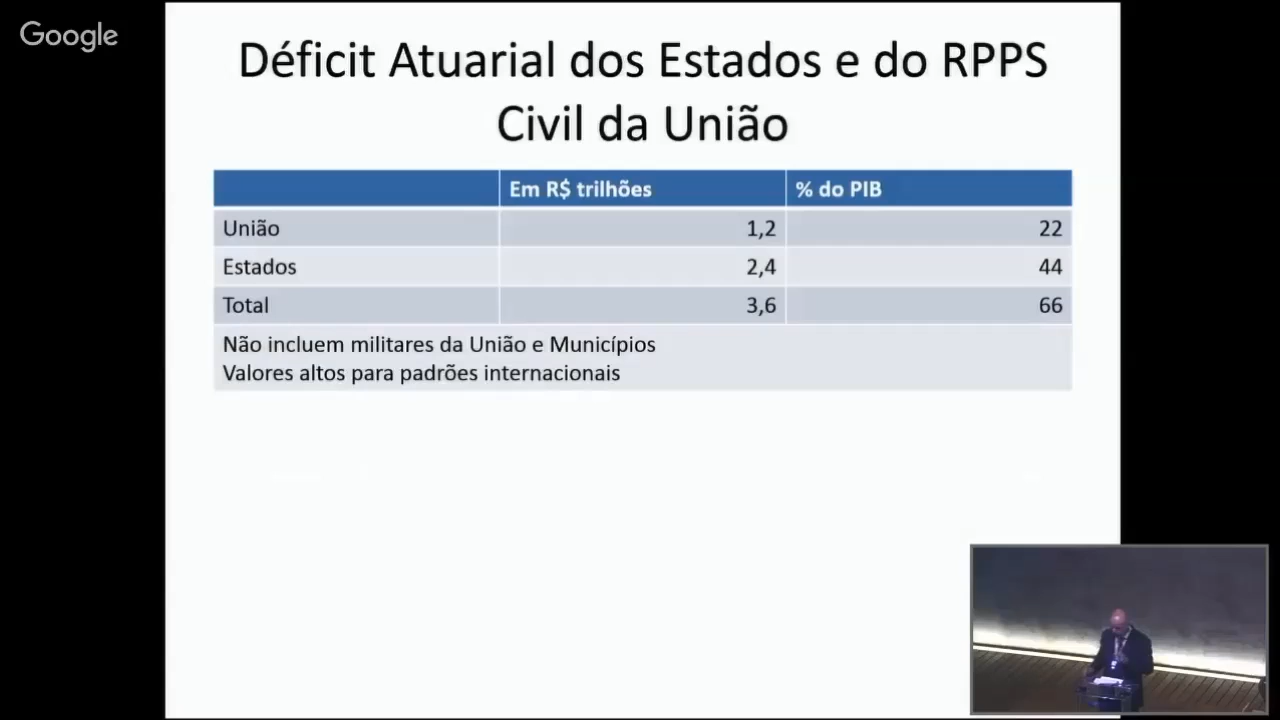 Google
Déficit Atuarial dos Estados e do RPPS
Civil da União
Em R$ trilhões % do PIB
União 1,2 22
Estados 2,4 44
Total 3,6 66
Não incluem militares da União e Municípios
Valores altos para padrões internacionais